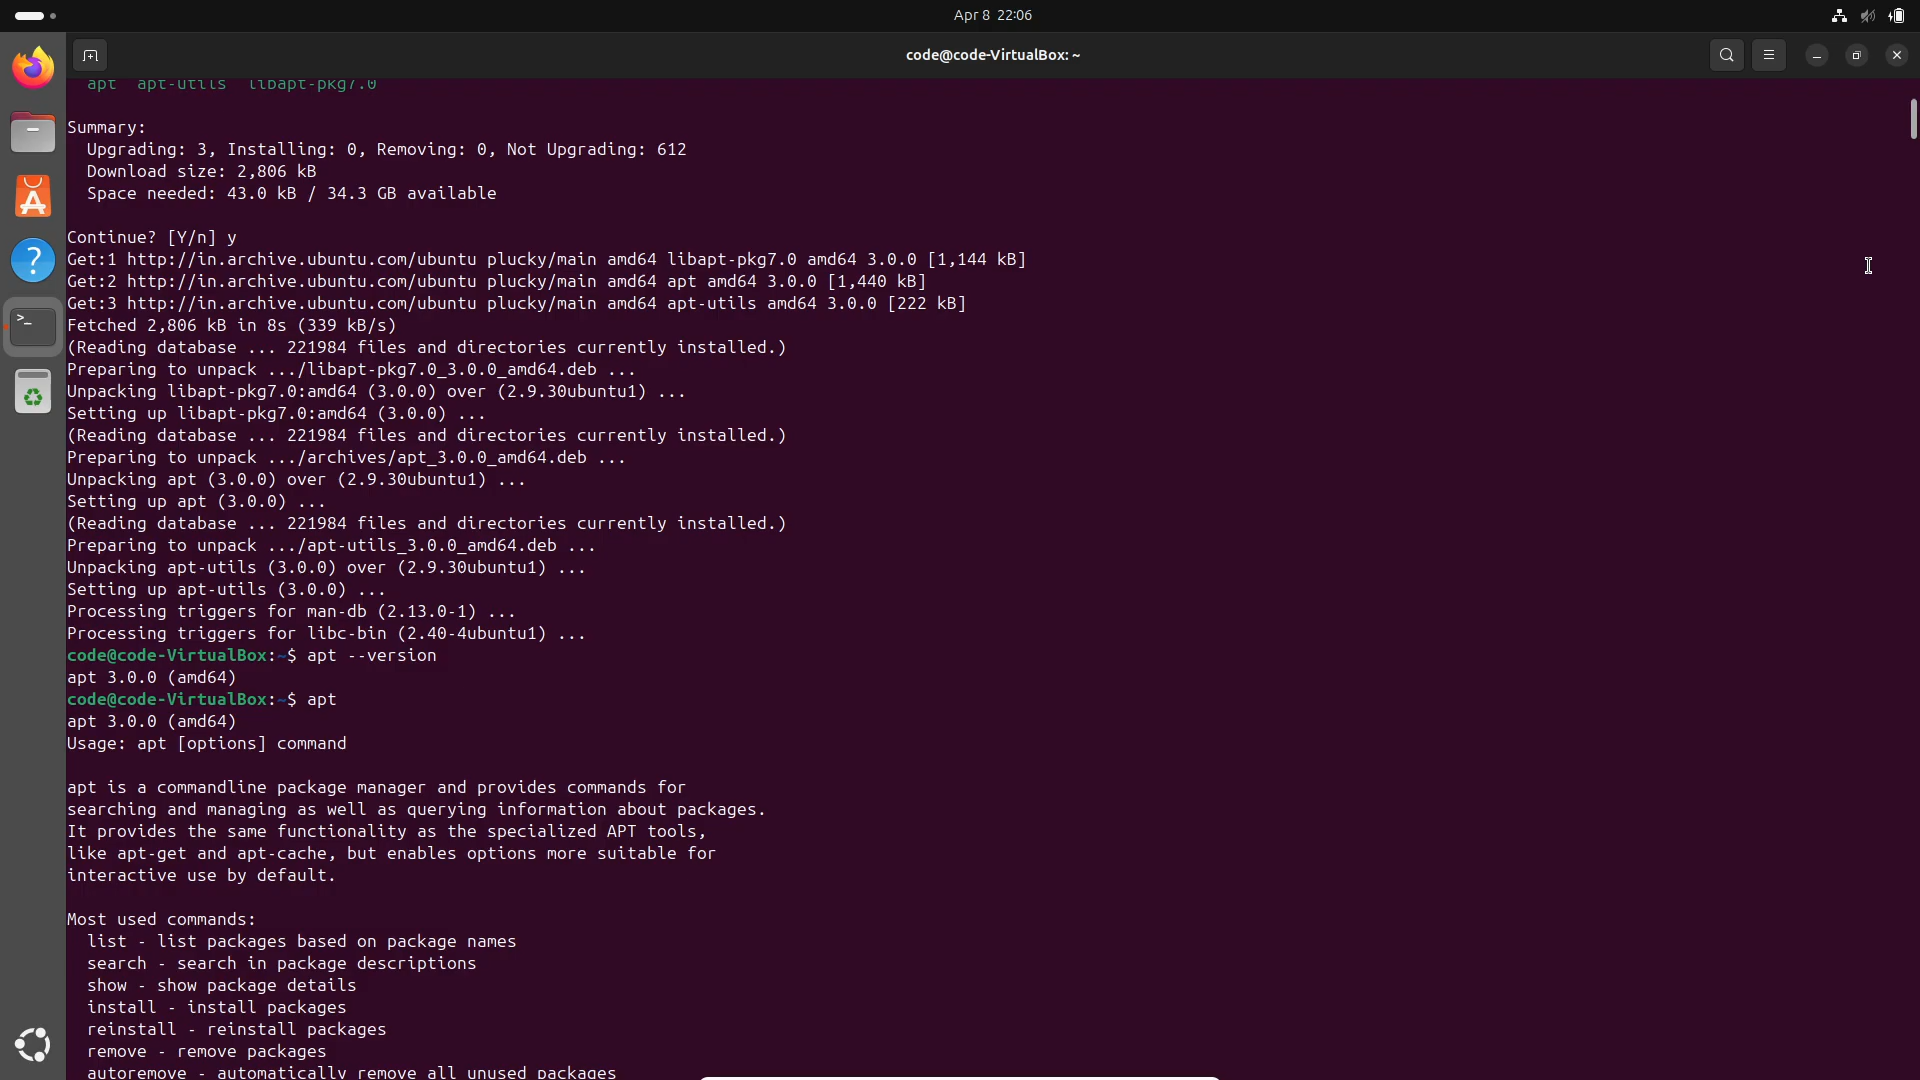 Apr 8 22:06
code@code-VirtualBox: ~
apt apt-utils libapt-pkg7.0
Summary:
Upgrading: 3, Installing: 0, Removing: 0, Not Upgrading: 612
Download size: 2,806 kB
Space needed: 43.0 kB / 34.3 GB available
Continue? [Y/n] y
Get:1 http://in.archive.ubuntu.com/ubuntu plucky/main amd64 libapt-pkg7.0 amd64 3.0.0 [1,144 kB]
Get:2 http://in.archive.ubuntu.com/ubuntu plucky/main amd64 apt amd64 3.0.0 [1,440 kB]
Get:3 http://in.archive.ubuntu.com/ubuntu plucky/main amd64 apt-utils amd64 3.0.0 [222 kB]
Fetched 2,806 kB in 8s (339 kB/s)
(Reading database ... 221984 files and directories currently installed.)
Preparing to unpack .../libapt-pkg7.0_3.0.0_amd64.deb ...
Unpacking libapt-pkg7.0:amd64 (3.0.0) over (2.9.30ubuntu1) ...
Setting up libapt-pkg7.0:amd64 (3.0.0) ...
(Reading database ... 221984 files and directories currently installed.)
Preparing to unpack .../archives/apt_3.0.0_amd64.deb ...
Unpacking apt (3.0.0) over (2.9.30ubuntu1) ...
Setting up apt (3.0.0) ...
(Reading database ... 221984 files and directories currently installed.)
Preparing to unpack .../apt-utils_3.0.0_amd64.deb ...
Unpacking apt-utils (3.0.0) over (2.9.30ubuntu1) ...
Setting up apt-utils (3.0.0) ...
Processing triggers for man-db (2.13.0-1) ...
Processing triggers for libc-bin (2.40-4ubuntu1) ...
code@code-VirtualBox:~$ apt --version
apt 3.0.0 (amd64)
code@code-VirtualBox:~$ apt
apt 3.0.0 (amd64)
Usage: apt [options] command
apt is a commandline package manager and provides commands for
searching and managing as well as querying information about packages.
It provides the same functionality as the specialized APT tools,
like apt-get and apt-cache, but enables options more suitable for
interactive use by default.
Most used commands:
list - list packages based on package names
search - search in package descriptions
show - show package details
install - install packages
reinstall - reinstall packages
remove - remove packages
autoremove - automatically remove all unused packages